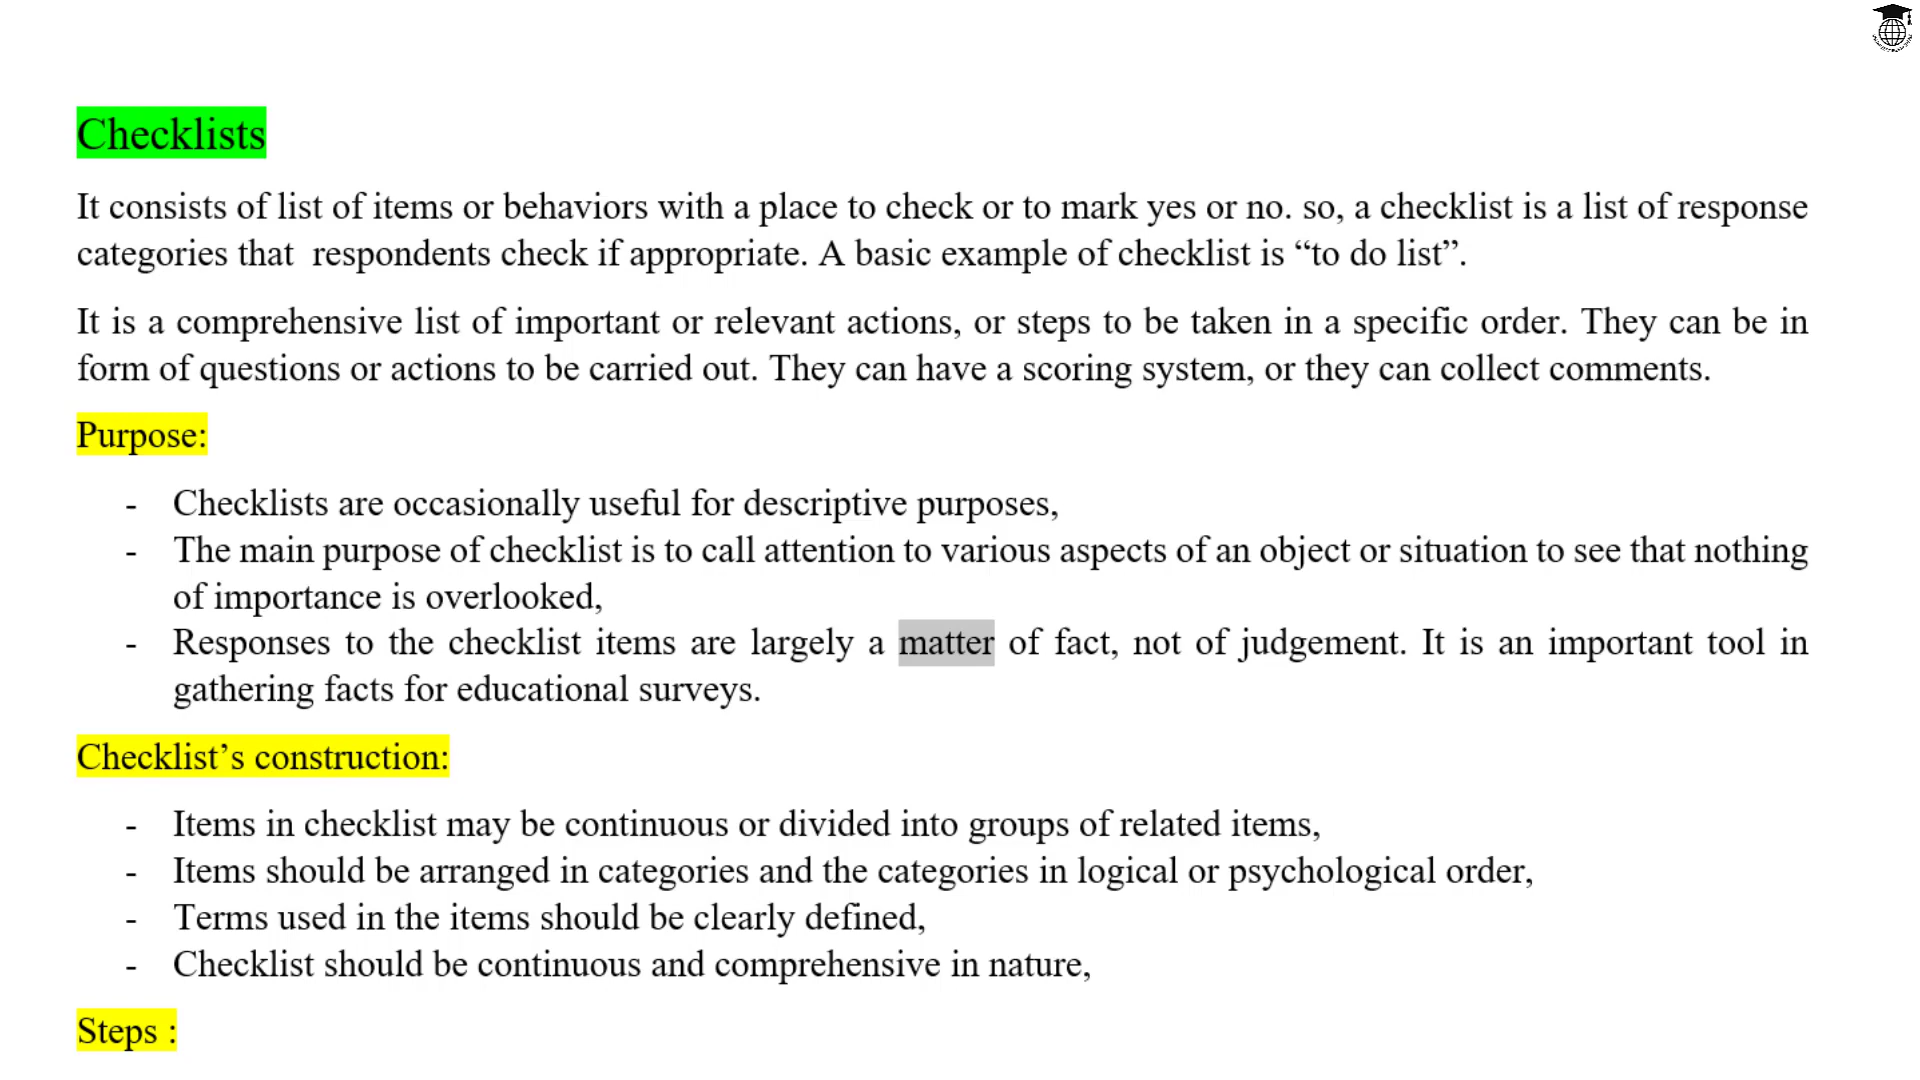 Checklists
It consists of list of items or behaviors with a place to check or to mark yes or no. so, a checklist is a list of response
categories that  respondents check if appropriate. A basic example of checklist is “to do list”.
It is a comprehensive list of important or relevant actions, or steps to be taken in a specific order. They can be in
form of questions or actions to be carried out. They can have a scoring system, or they can collect comments.
Purpose:
- Checklists are occasionally useful for descriptive purposes,
- The main purpose of checklist is to call attention to various aspects of an object or situation to see that nothing
of importance is overlooked,
- Responses to the checklist items are largely a matter of fact, not of judgement. It is an important tool in
gathering facts for educational surveys.
Checklist’s construction:
- Items in checklist may be continuous or divided into groups of related items,
- Items should be arranged in categories and the categories in logical or psychological order,
- Terms used in the items should be clearly defined,
- Checklist should be continuous and comprehensive in nature,
Steps :